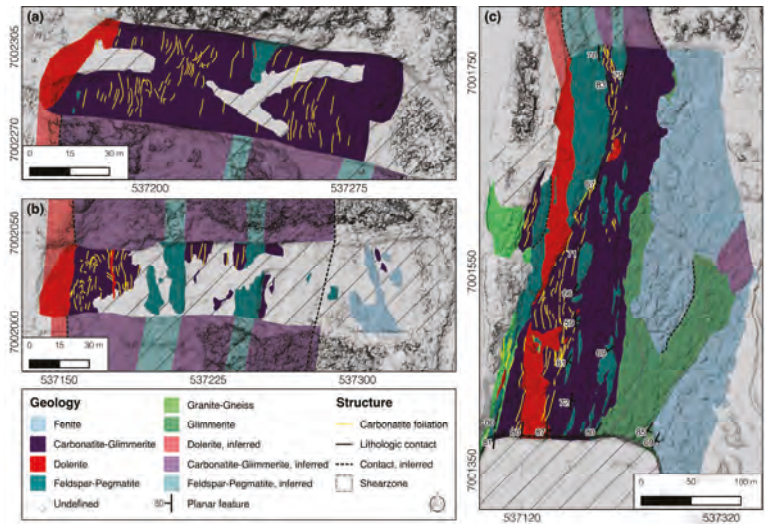 (a)
7002305
7002270
0 15 30 m
537200 537275
(b)
7002050
7002000
0 15 30 m
537150 537225 537300
(c)
7001750
7001550
7001350
72
0 50 100 m
537120 537320
Geology
Fenite
Carbonatite-Glimmerite
Dolerite
Feldspar-Pegmatite
Undefined
Granite-Gneiss
Glimmerite
Dolerite, inferred
Carbonatite-Glimmerite, inferred
Feldspar-Pegmatite, inferred
Planar feature
Structure
Carbonatite foliation
Lithologic contact
Contact, inferred
Shearzone